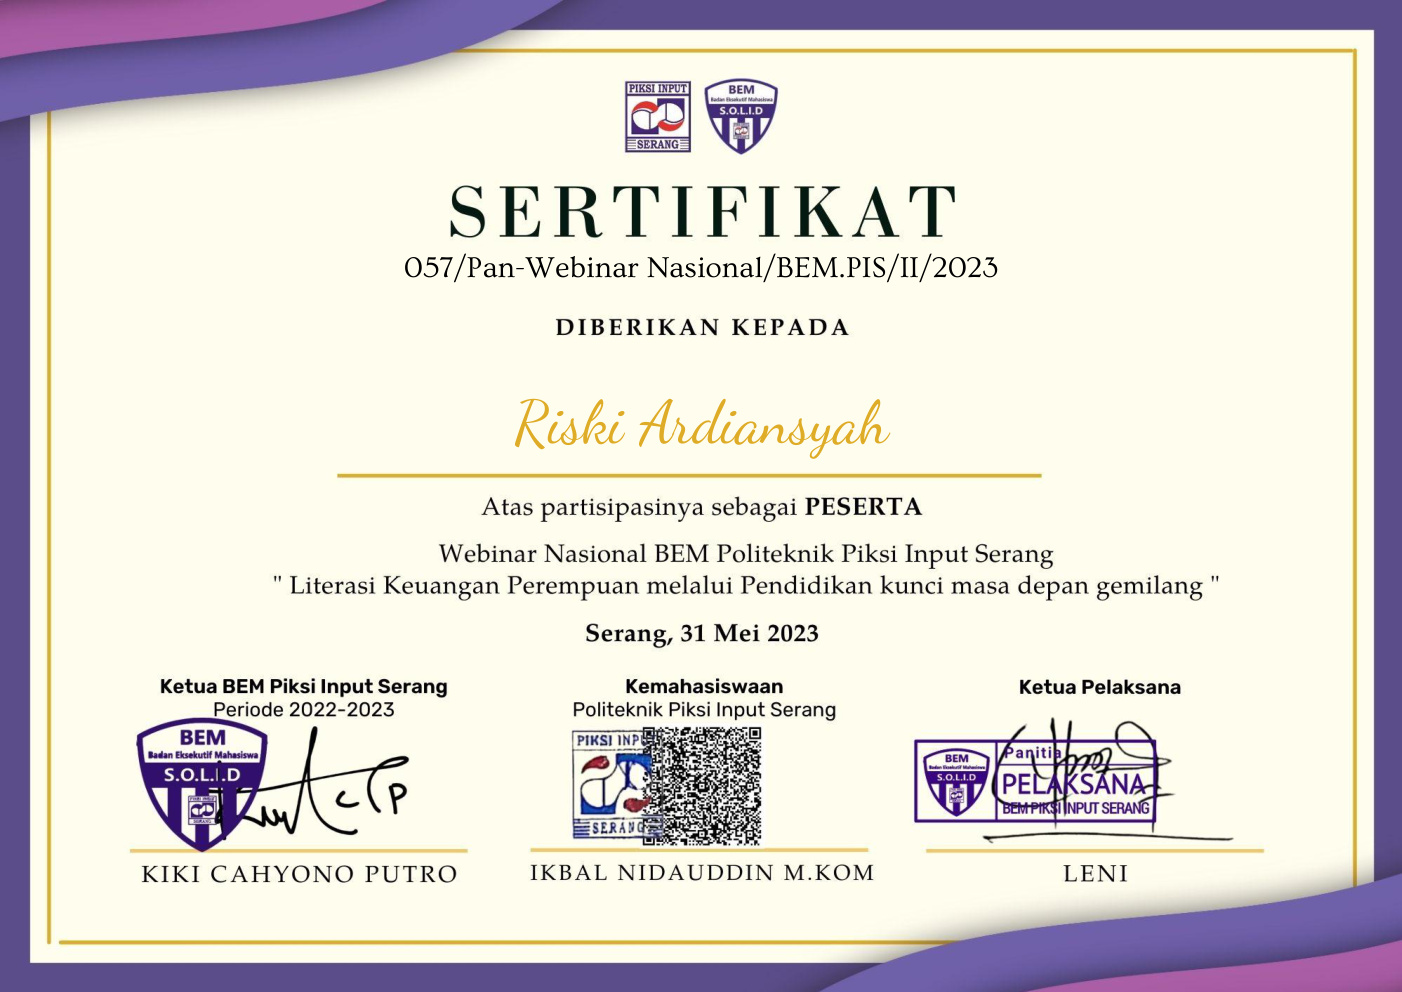 PIKSI INPUT
SERANG
BEM
Badan Eksekutif Mahasiswa
S.O.L.I.D
SERTIFIKAT
057/Pan-Webinar Nasional/BEM.PIS/II/2023
DIBERIKAN KEPADA
Riski Ardiansyah
Atas partisipasinya sebagai PESERTA
Webinar Nasional BEM Politeknik Piksi Input Serang
" Literasi Keuangan Perempuan melalui Pendidikan kunci masa depan gemilang "
Serang, 31 Mei 2023
Ketua BEM Piksi Input Serang
Periode 2022-2023
BEM
Badan Eksekutif Mahasiswa
S.O.L.I.D
KIKI CAHYONO PUTRO
Kemahasiswaan
Politeknik Piksi Input Serang
PIKSI INP
SERANG
IKBAL NIDAUDDIN M.KOM
Ketua Pelaksana
BEM
Badan Eksekutif Mahasiswa
S.O.L.I.D
Panitia
PELAKSANA
BEM PIKSI INPUT SERANG
LENI